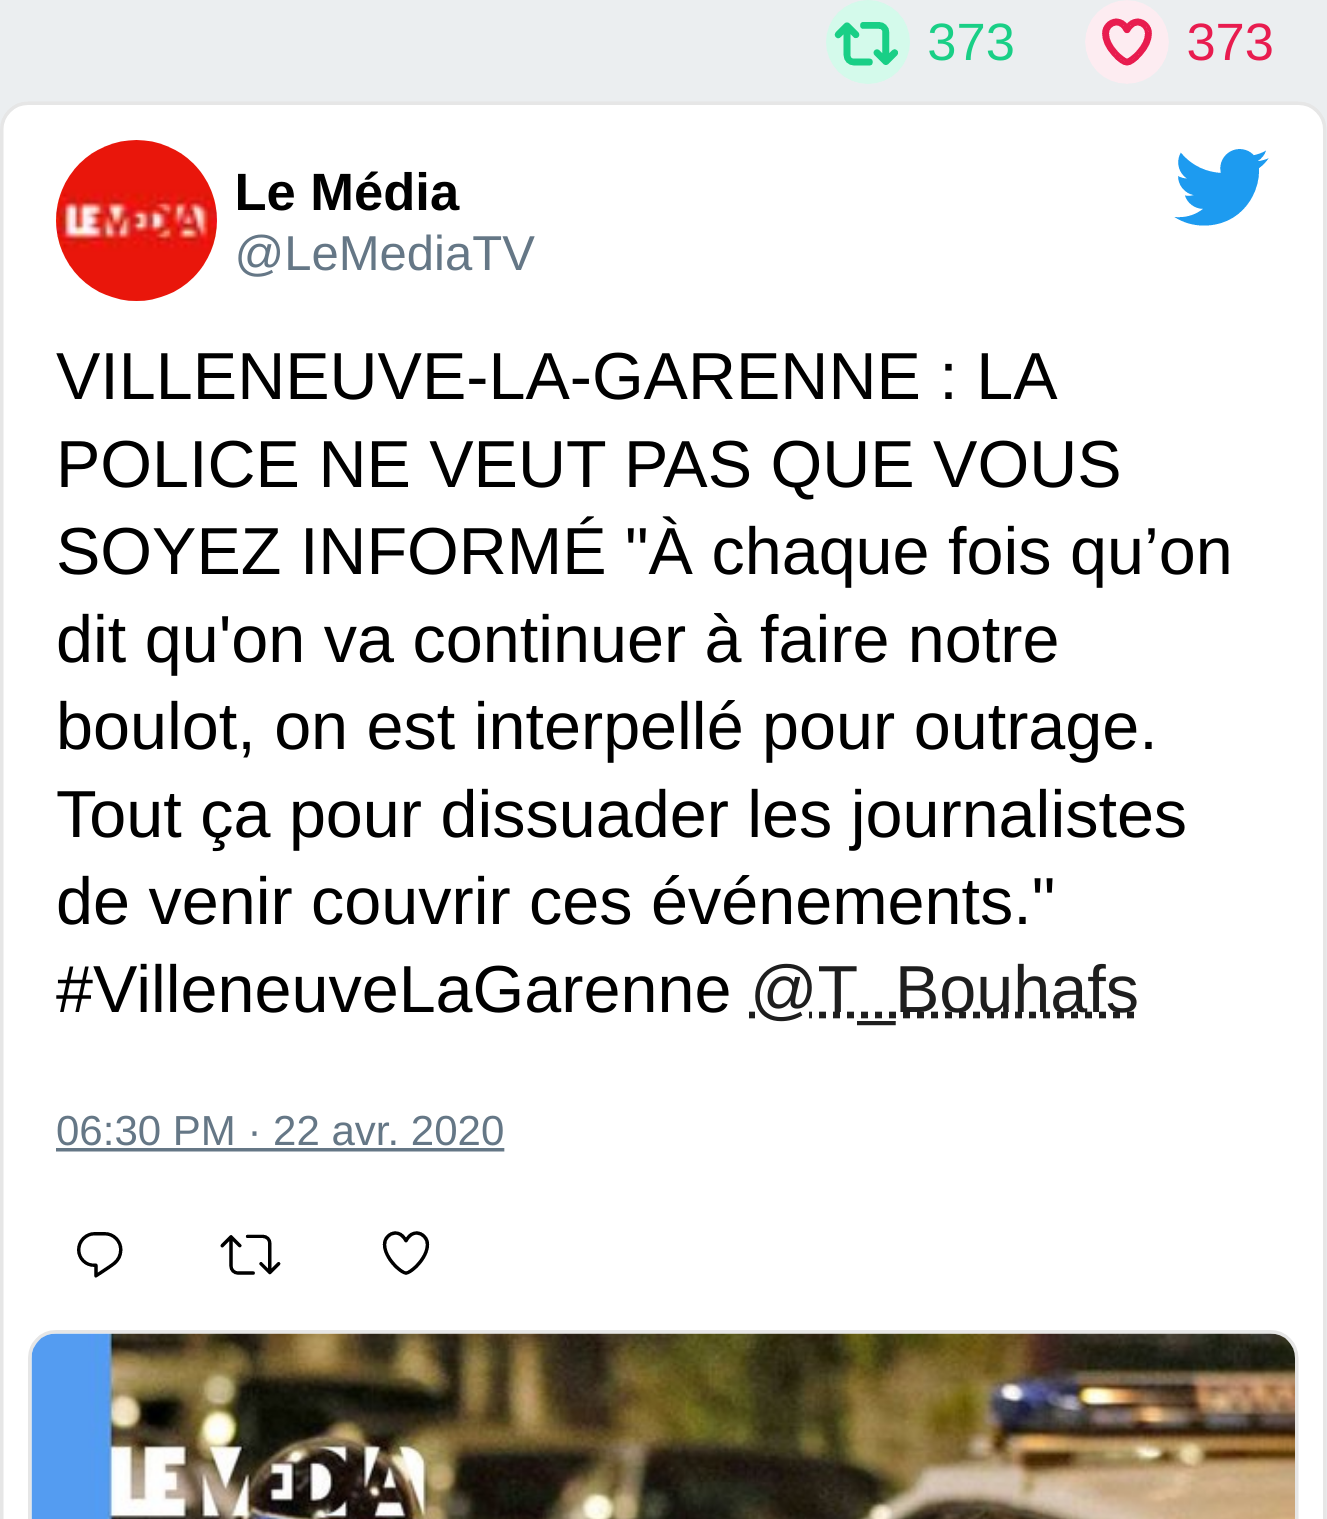 373 373
LE MEDIA
Le Média
@LeMediaTV
VILLENEUVE-LA-GARENNE : LA
POLICE NE VEUT PAS QUE VOUS
SOYEZ INFORMÉ "À chaque fois qu’on
dit qu'on va continuer à faire notre
boulot, on est interpellé pour outrage.
Tout ça pour dissuader les journalistes
de venir couvrir ces événements."
#VilleneuveLaGarenne @T_Bouhafs
06:30 PM · 22 avr. 2020
LE MEDIA